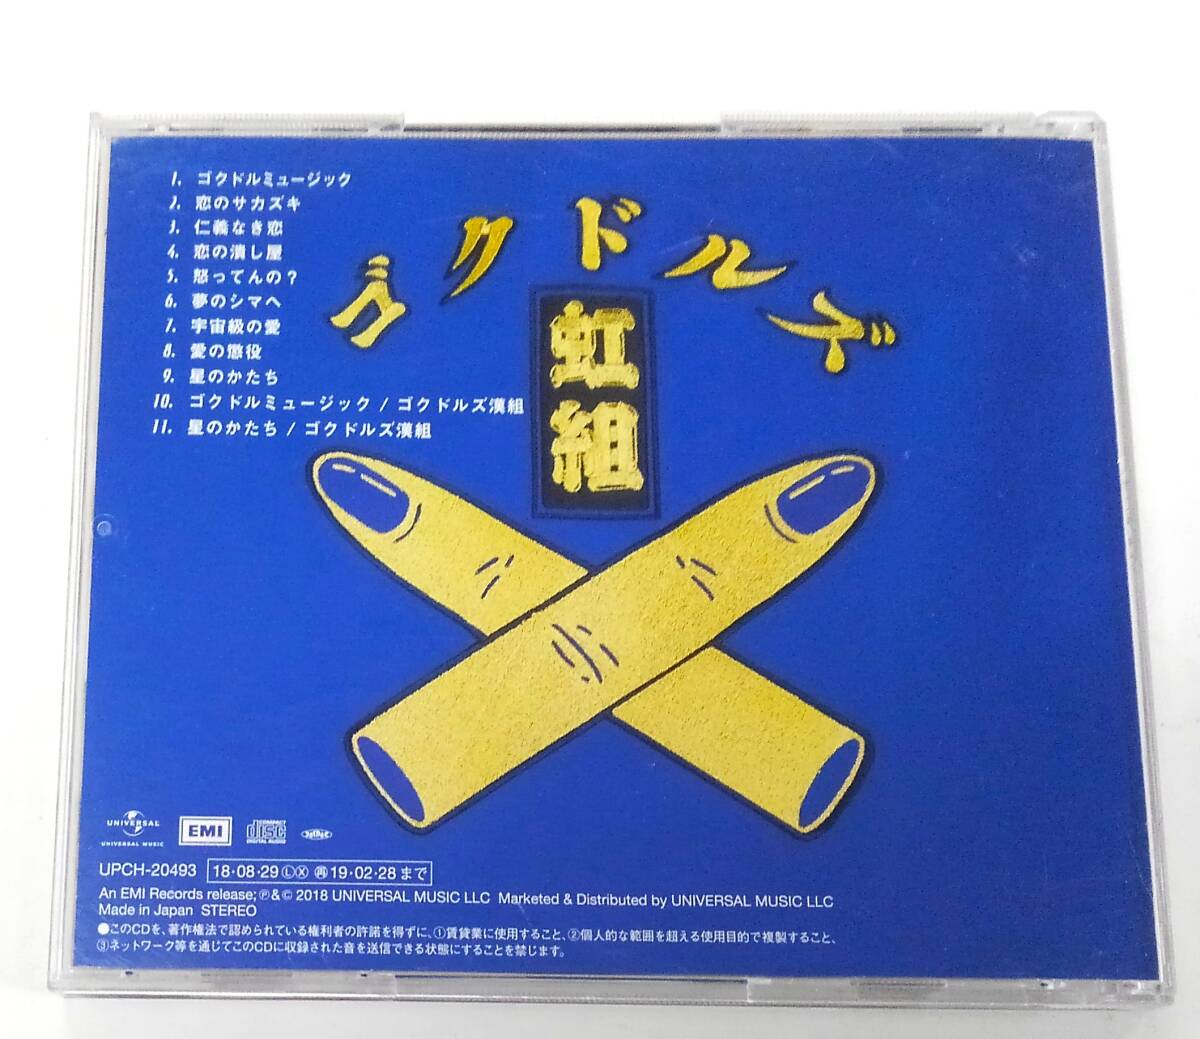 1. ゴクドルミュージック
2. 恋のサカズキ
3. 仁義なき恋
4. 恋の潰し屋
5. 怒ってんの?
6. 夢のシマへ
7. 宇宙級の愛
8. 愛の懲役
9. 星のかたち
10. ゴクドルミュージック / ゴクドルズ漢組
11. 星のかたち / ゴクドルズ漢組
ゴクドルズ
虹組
UNIVERSAL
UNIVERSAL MUSIC
EMI
COMPACT
disc
DIGITAL AUDIO
UPCH-20493 18・08・29 Ⓛ Ⓧ ㊞19・02・28まで
An EMI Records release; ℗&© 2018 UNIVERSAL MUSIC LLC Marketed & Distributed by UNIVERSAL MUSIC LLC
Made in Japan STEREO
●このCDを、著作権法で認められている権利者の許諾を得ずに、①賃貸業に使用すること、②個人的な範囲を超える使用目的で複製すること、
③ネットワーク等を通じてこのCDに収録された音を送信できる状態にすることを禁じます。